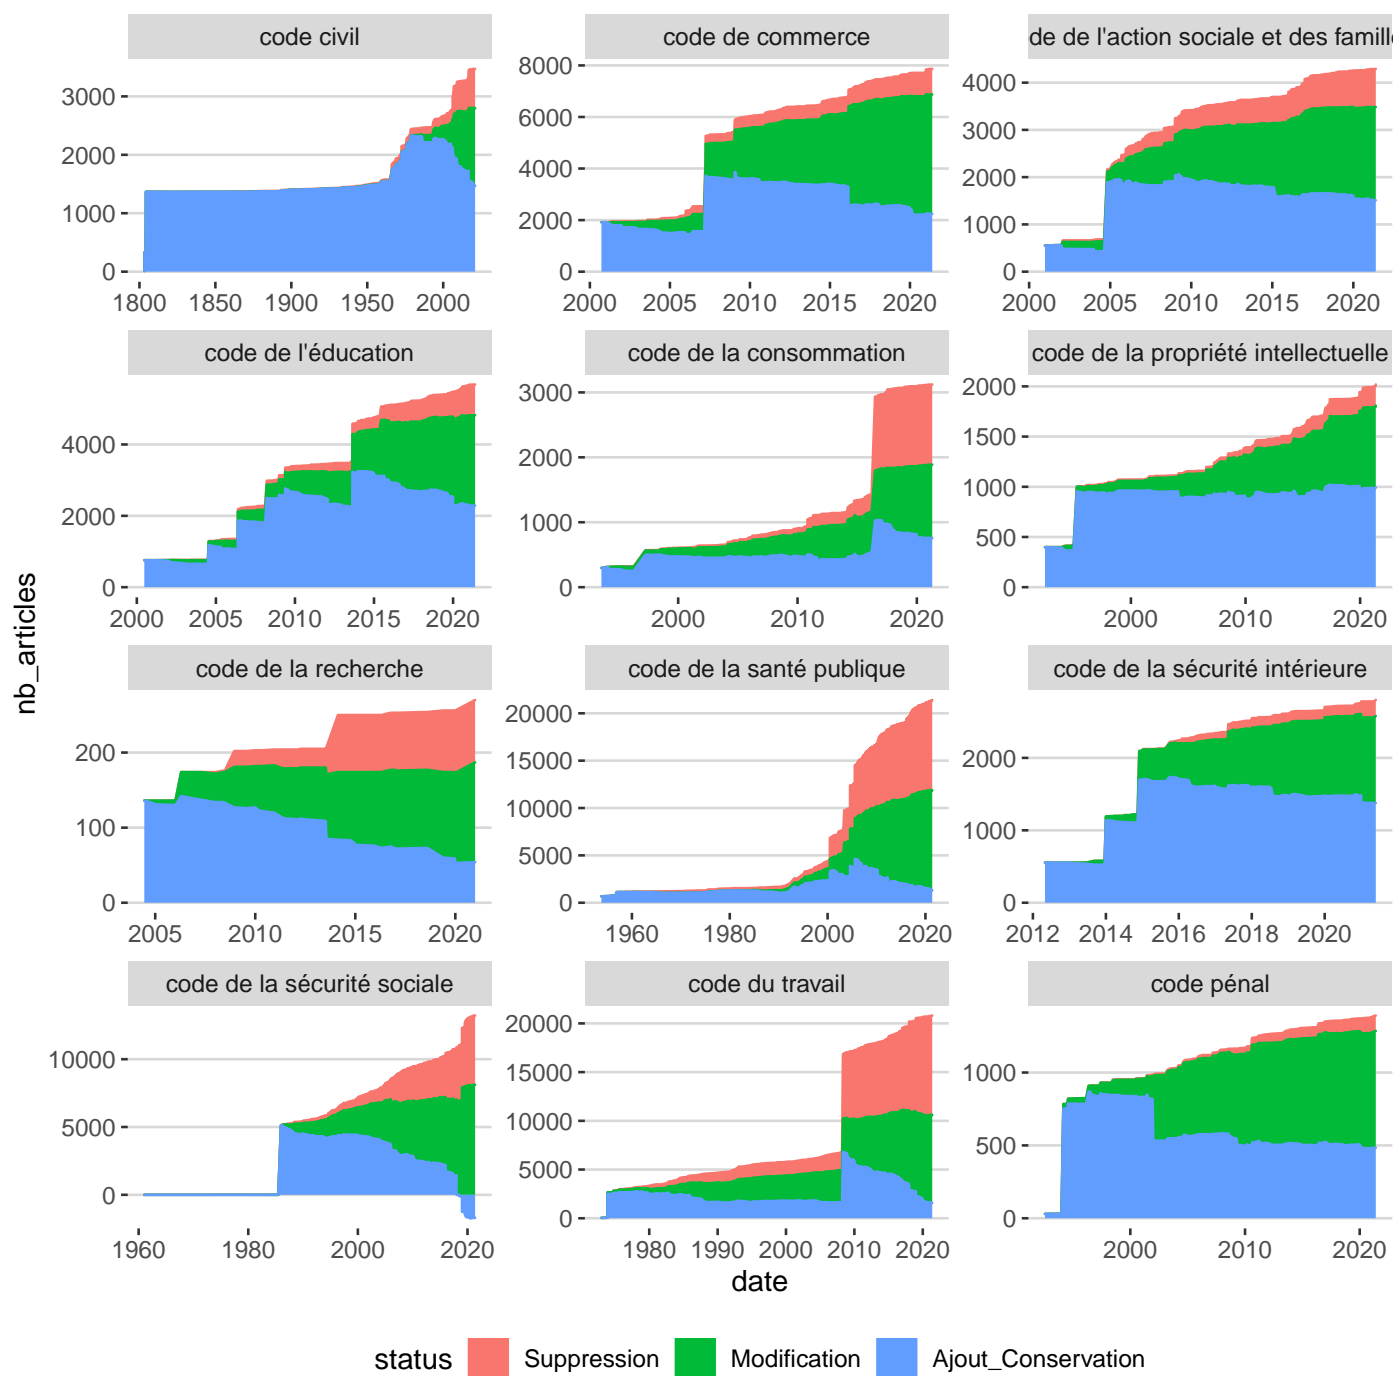 code civil
code de commerce
de de l'action sociale et des famill
3000
2000
1000
0
1800 1850 1900 1950 2000
8000
6000
4000
2000
0
2000 2005 2010 2015 2020
4000
3000
2000
1000
0
2000 2005 2010 2015 2020
code de l'éducation
code de la consommation
code de la propriété intellectuelle
4000
2000
0
2000 2005 2010 2015 2020
3000
2000
1000
0
2000 2010 2020
2000
1500
1000
500
0
2000 2010 2020
nb_articles
code de la recherche
code de la santé publique
code de la sécurité intérieure
200
100
0
2005 2010 2015 2020
20000
15000
10000
5000
0
1960 1980 2000 2020
2000
1000
0
2012 2014 2016 2018 2020
code de la sécurité sociale
code du travail
code pénal
10000
5000
0
1960 1980 2000 2020
20000
15000
10000
5000
0
1980 1990 2000 2010 2020
1000
500
0
2000 2010 2020
date
status Suppression Modification Ajout_Conservation